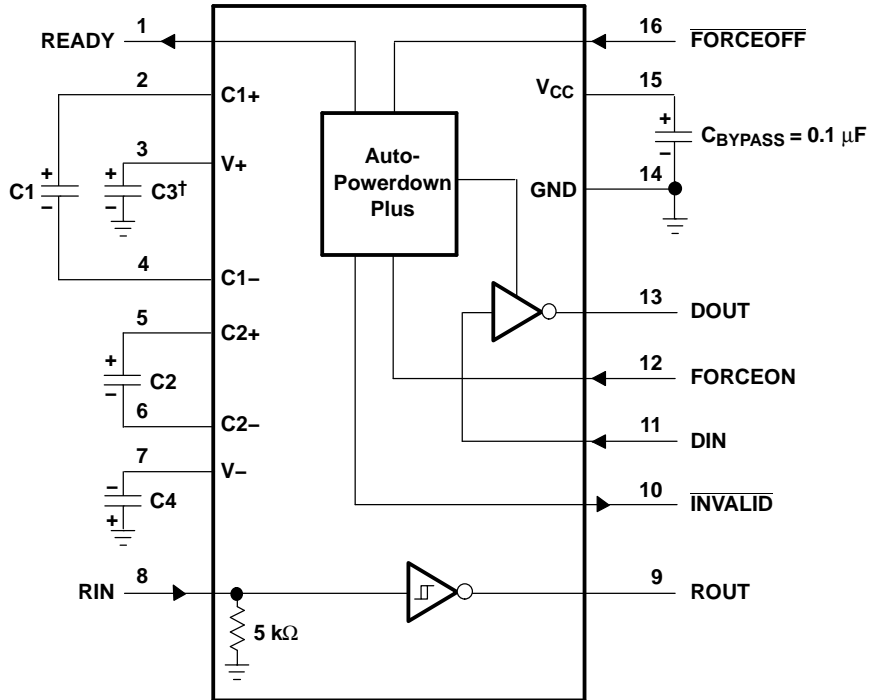 READY
1
16
F̅O̅R̅C̅E̅O̅F̅F̅
2
C1+
VCC
15
+
−
CBYPASS = 0.1 µF
3
V+
+
−
C3†
C1
+
−
Auto-
Powerdown
Plus
14
GND
4
C1−
5
C2+
13
DOUT
+
−
C2
12
FORCEON
6
C2−
11
DIN
7
V−
−
+
C4
10
I̅N̅V̅A̅L̅I̅D̅
RIN
8
9
ROUT
5 kΩ